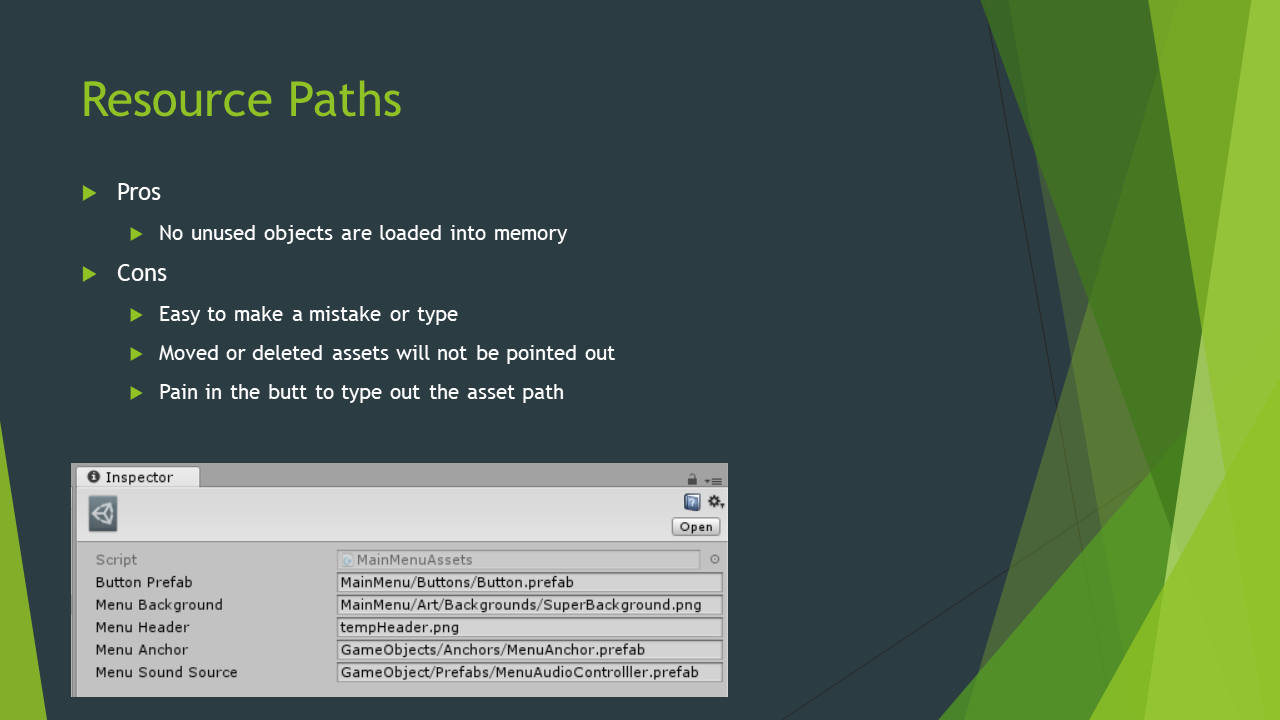 Resource Paths
Pros
No unused objects are loaded into memory
Cons
Easy to make a mistake or type
Moved or deleted assets will not be pointed out
Pain in the butt to type out the asset path
Inspector
Open
Script MainMenuAssets
Button Prefab MainMenu/Buttons/Button.prefab
Menu Background MainMenu/Art/Backgrounds/SuperBackground.png
Menu Header tempHeader.png
Menu Anchor GameObjects/Anchors/MenuAnchor.prefab
Menu Sound Source GameObject/Prefabs/MenuAudioControlller.prefab